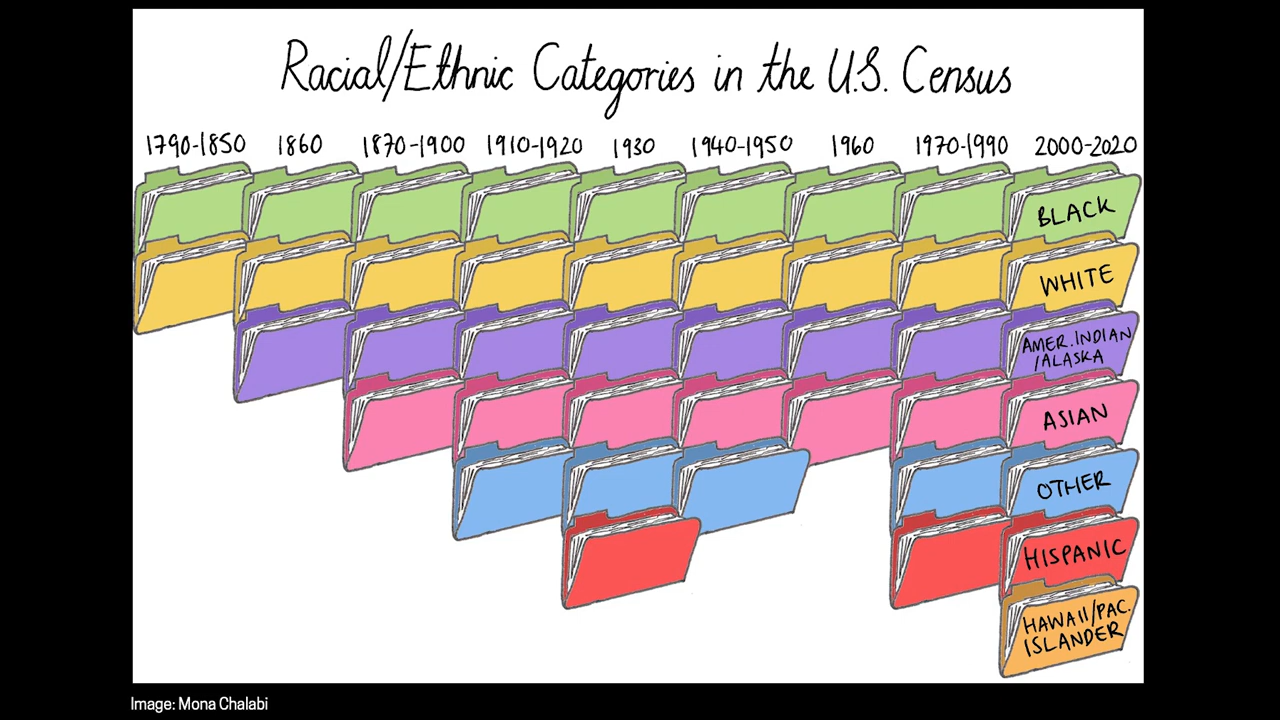 Racial/Ethnic Categories in the U.S. Census
1790-1850 1860 1870-1900 1910-1920 1930 1940-1950 1960 1970-1990 2000-2020
BLACK
WHITE
AMER. INDIAN
/ALASKA
ASIAN
OTHER
HISPANIC
HAWAII/PAC.
ISLANDER
Image: Mona Chalabi